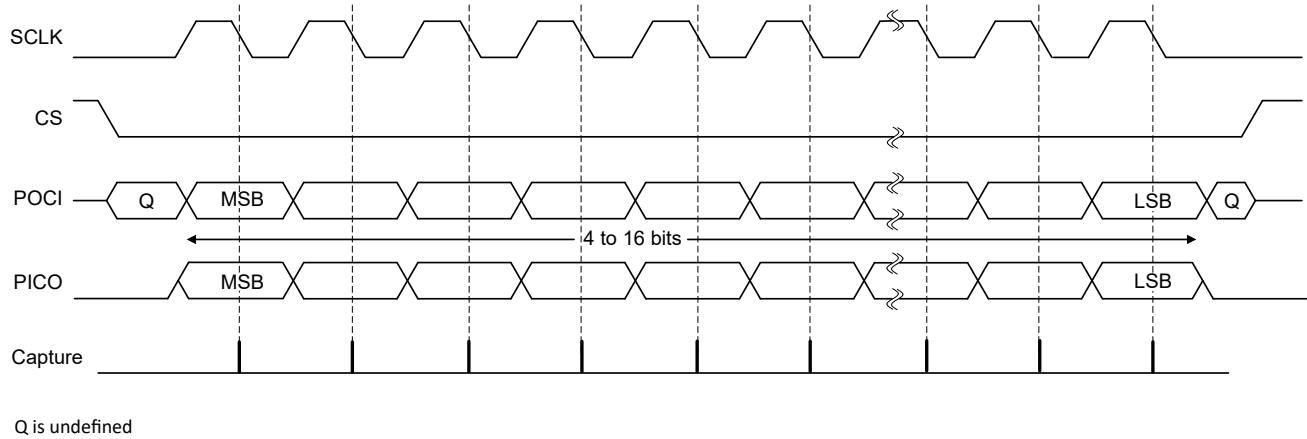 SCLK
CS
POCI Q MSB LSB Q
4 to 16 bits
PICO MSB LSB
Capture
Q is undefined